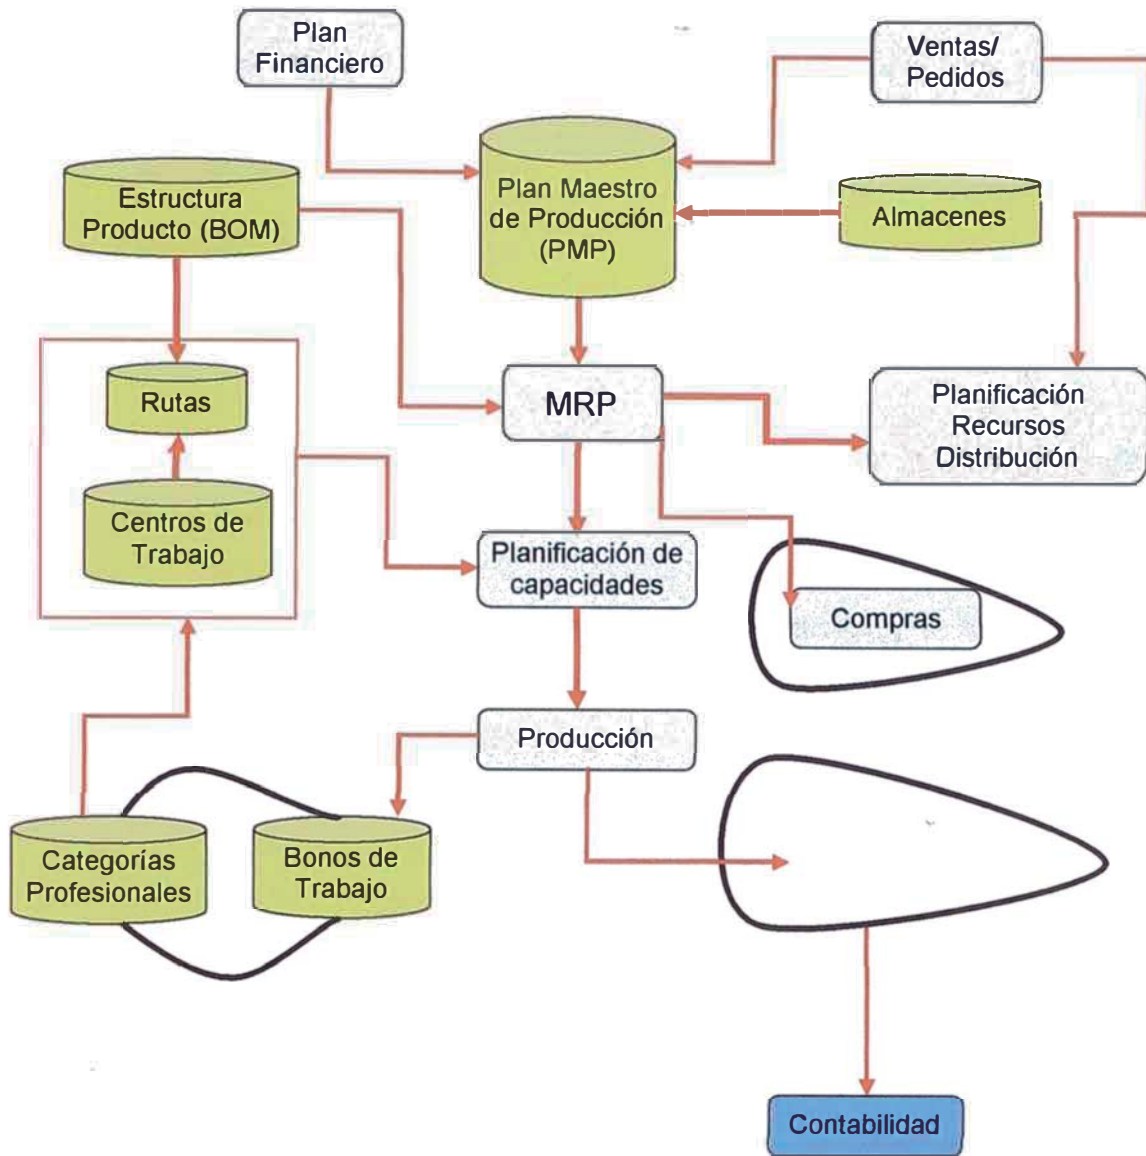 Plan
Financiero
Ventas/
Pedidos
Estructura
Producto (BOM)
Plan Maestro
de Producción
(PMP)
Almacenes
Rutas
MRP
Planificación
Recursos
Distribución
Centros de
Trabajo
Planificación de
capacidades
Compras
Producción
Categorías
Profesionales
Bonos de
Trabajo
Contabilidad